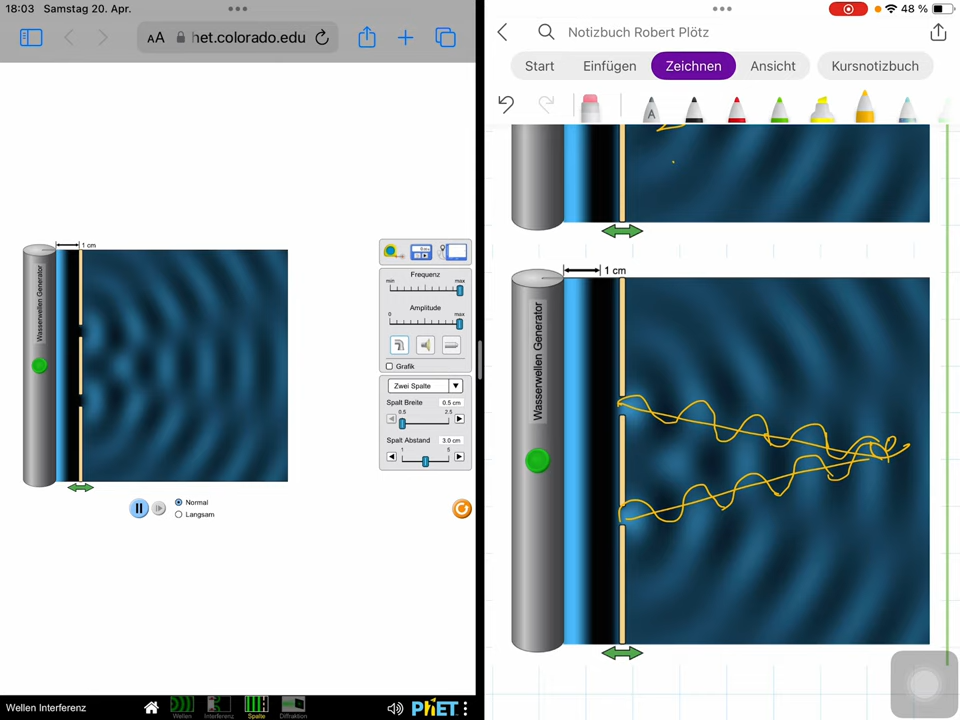 18:03 Samstag 20. Apr.
AA het.colorado.edu
1 cm
Wasserwellen Generator
Frequenz
min max
Amplitude
0 max
Grafik
Zwei Spalte
Spalt Breite 0.5 cm
0.5 2.5
Spalt Abstand 3.0 cm
1 5
Normal
Langsam
Wellen Interferenz
Wellen Interferenz Spalte Diffraktion
PhET
48 %
Notizbuch Robert Plötz
Start Einfügen Zeichnen Ansicht Kursnotizbuch
A
1 cm
Wasserwellen Generator